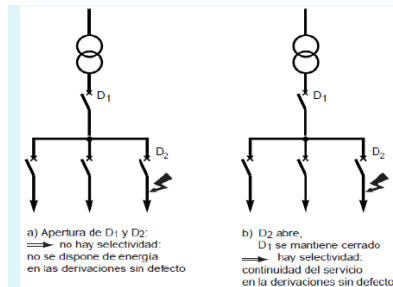 D1
D2
a) Apertura de D1 y D2:
no hay selectividad:
no se dispone de energía
en las derivaciones sin defecto
D1
D2
b) D2 abre,
D1 se mantiene cerrado
hay selectividad:
continuidad del servicio
en la derivaciones sin defecto